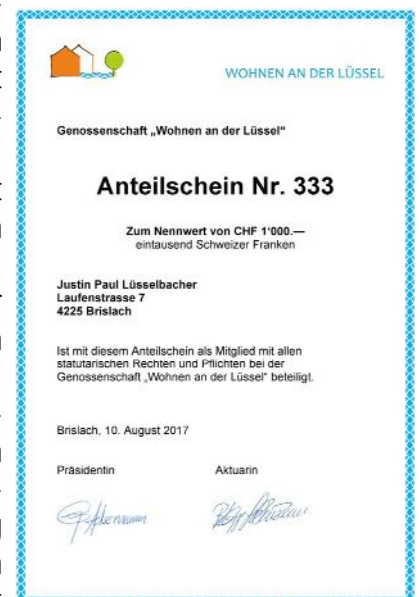 WOHNEN AN DER LÜSSEL
Genossenschaft „Wohnen an der Lüssel"
Anteilschein Nr. 333
Zum Nennwert von CHF 1'000.—
eintausend Schweizer Franken
Justin Paul Lüsselbacher
Laufenstrasse 7
4225 Brislach
Ist mit diesem Anteilschein als Mitglied mit allen
statutarischen Rechten und Pflichten bei der
Genossenschaft „Wohnen an der Lüssel" beteiligt.
Brislach, 10. August 2017
Präsidentin Aktuarin